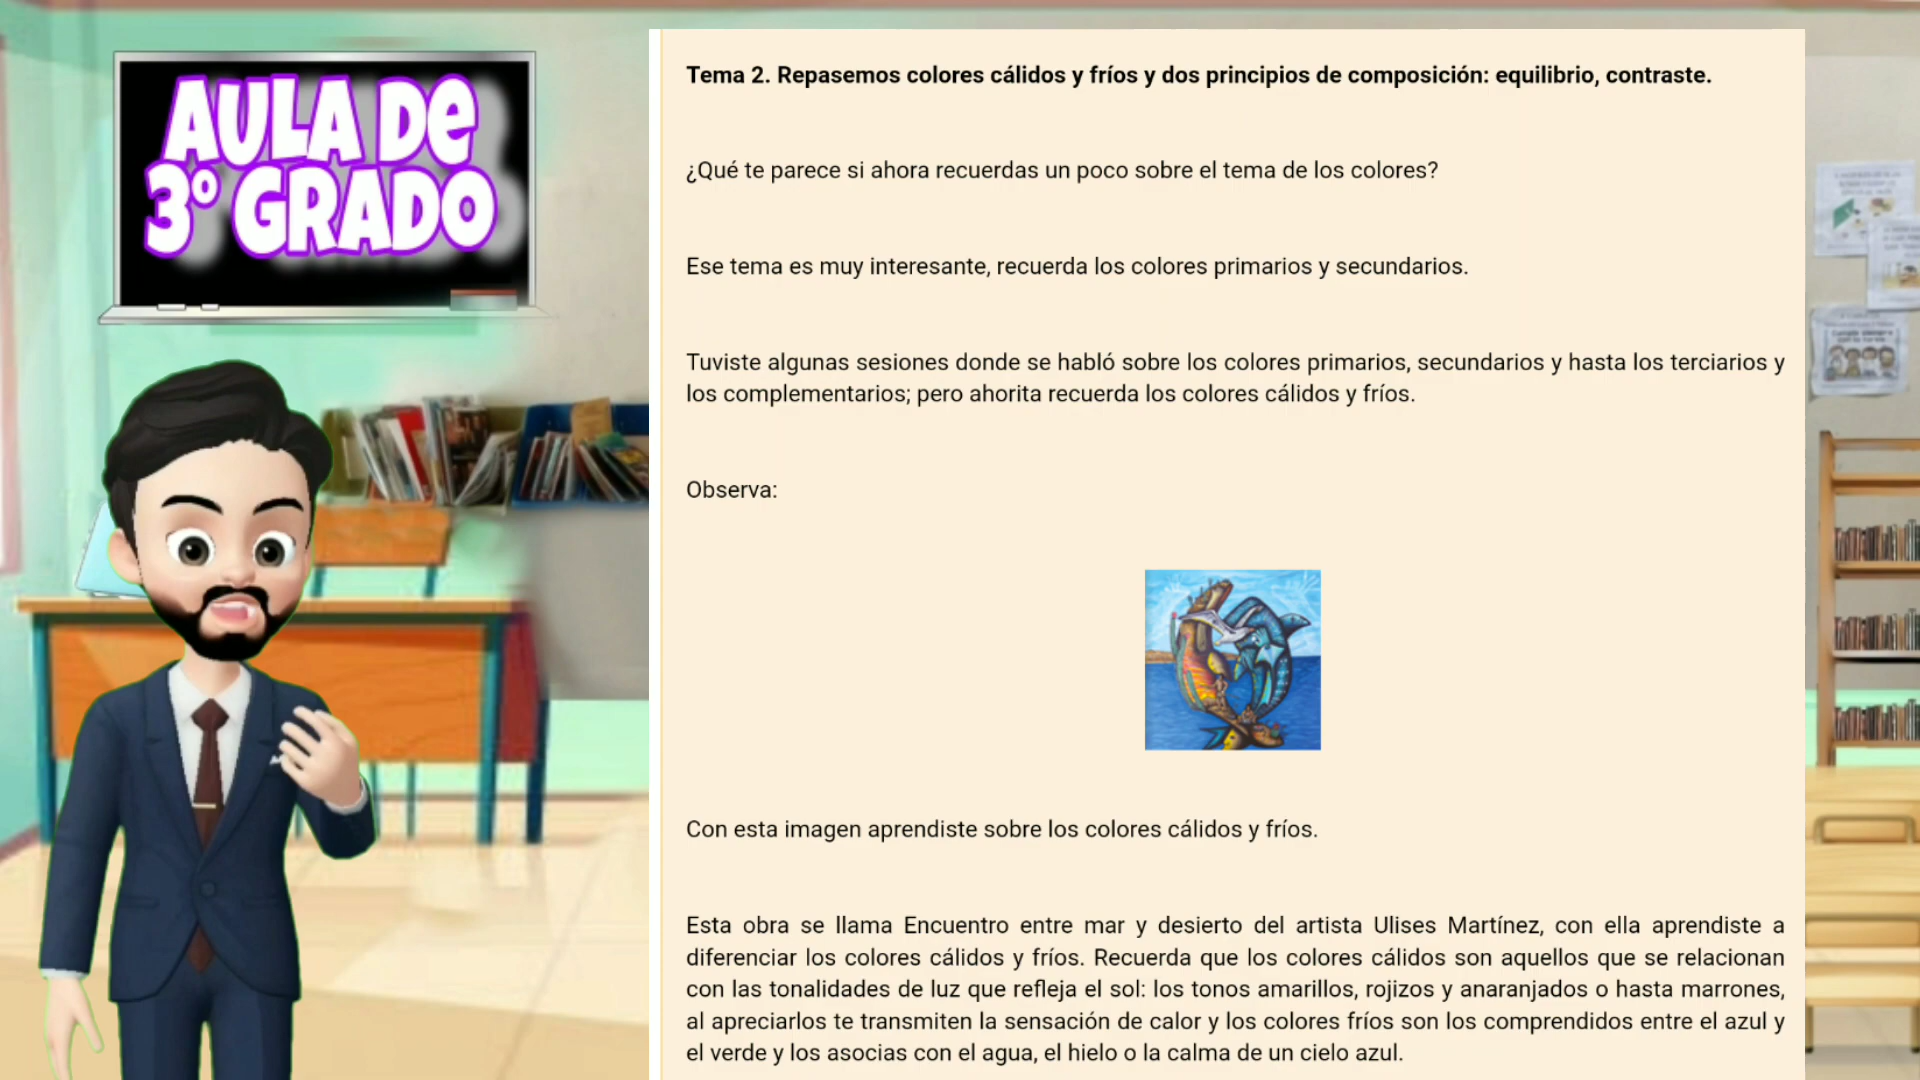 AULA De
3º GRADO
Tema 2. Repasemos colores cálidos y fríos y dos principios de composición: equilibrio, contraste.
¿Qué te parece si ahora recuerdas un poco sobre el tema de los colores?
Ese tema es muy interesante, recuerda los colores primarios y secundarios.
Tuviste algunas sesiones donde se habló sobre los colores primarios, secundarios y hasta los terciarios y
los complementarios; pero ahorita recuerda los colores cálidos y fríos.
Observa:
Con esta imagen aprendiste sobre los colores cálidos y fríos.
Esta obra se llama Encuentro entre mar y desierto del artista Ulises Martínez, con ella aprendiste a
diferenciar los colores cálidos y fríos. Recuerda que los colores cálidos son aquellos que se relacionan
con las tonalidades de luz que refleja el sol: los tonos amarillos, rojizos y anaranjados o hasta marrones,
al apreciarlos te transmiten la sensación de calor y los colores fríos son los comprendidos entre el azul y
el verde y los asocias con el agua, el hielo o la calma de un cielo azul.